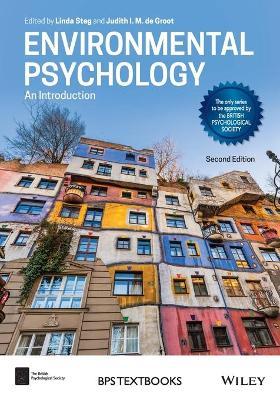 Edited by Linda Steg and Judith I. M. de Groot
ENVIRONMENTAL
PSYCHOLOGY
An Introduction
The only series
to be approved by
the BRITISH
PSYCHOLOGICAL
SOCIETY
Second Edition
The British
Psychological Society
BPS TEXTBOOKS
WILEY